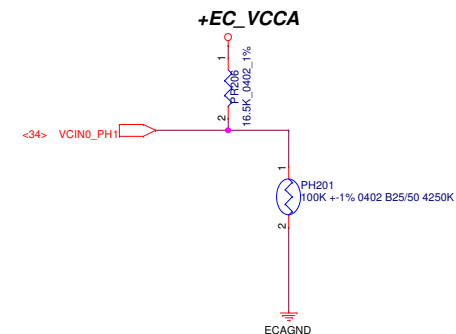 +EC_VCCA
1
PR206
16.5K_0402_1%
2
<34> VCIN0_PH1
1
PH201
100K +-1% 0402 B25/50 4250K
2
ECAGND